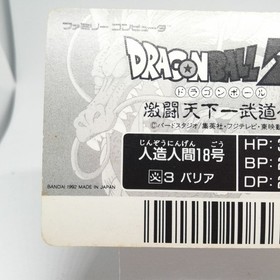 ファミリーコンピュータ
DRAGON BALL Z
ドラゴンボール
激闘天下一武道
©バードスタジオ/集英社・フジテレビ・東映
じんぞうにんげん ごう
人造人間18号
HP:
火3 バリア
BP:
DP:
BANDAI 1992 MADE IN JAPAN